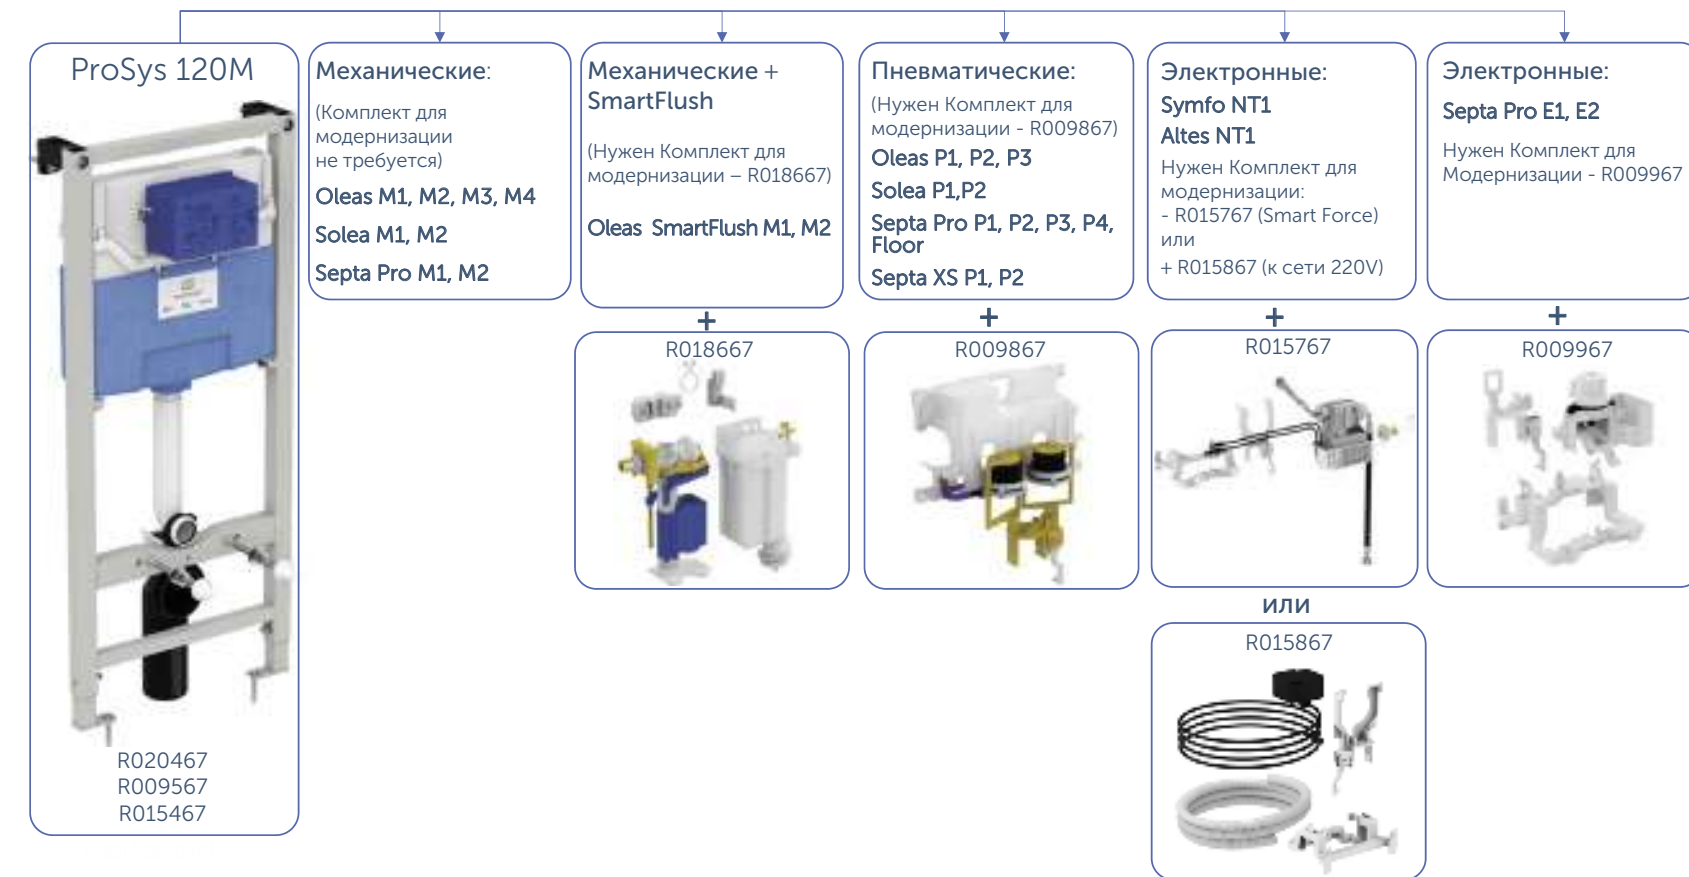 ProSys 120M
R020467
R009567
R015467
Механические:
(Комплект для
модернизации
не требуется)
Oleas M1, M2, M3, M4
Solea M1, M2
Septa Pro M1, M2
Механические +
SmartFlush
(Нужен Комплект для
модернизации – R018667)
Oleas SmartFlush M1, M2
+
R018667
Пневматические:
(Нужен Комплект для
модернизации - R009867)
Oleas P1, P2, P3
Solea P1,P2
Septa Pro P1, P2, P3, P4,
Floor
Septa XS P1, P2
+
R009867
Электронные:
Symfo NT1
Altes NT1
Нужен Комплект для
модернизации:
- R015767 (Smart Force)
или
+ R015867 (к сети 220V)
+
R015767
или
R015867
Электронные:
Septa Pro E1, E2
Нужен Комплект для
Модернизации - R009967
+
R009967